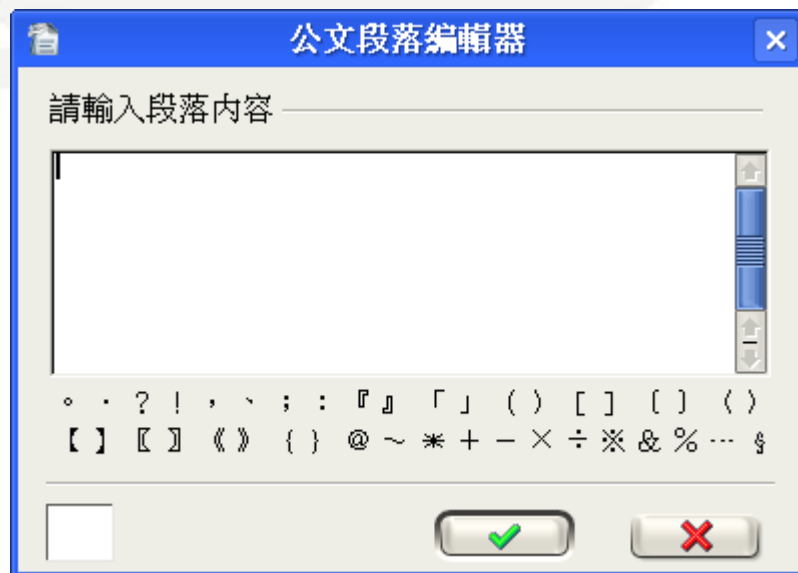 公文段落編輯器
請輸入段落內容
。 · ? ! , 、 ; : 『』 「」 ( ) [ ] 〔 〕 〈 〉
【 】 〖 〗 《 》 { } @ ～ * + － × ÷ ※ & % … §